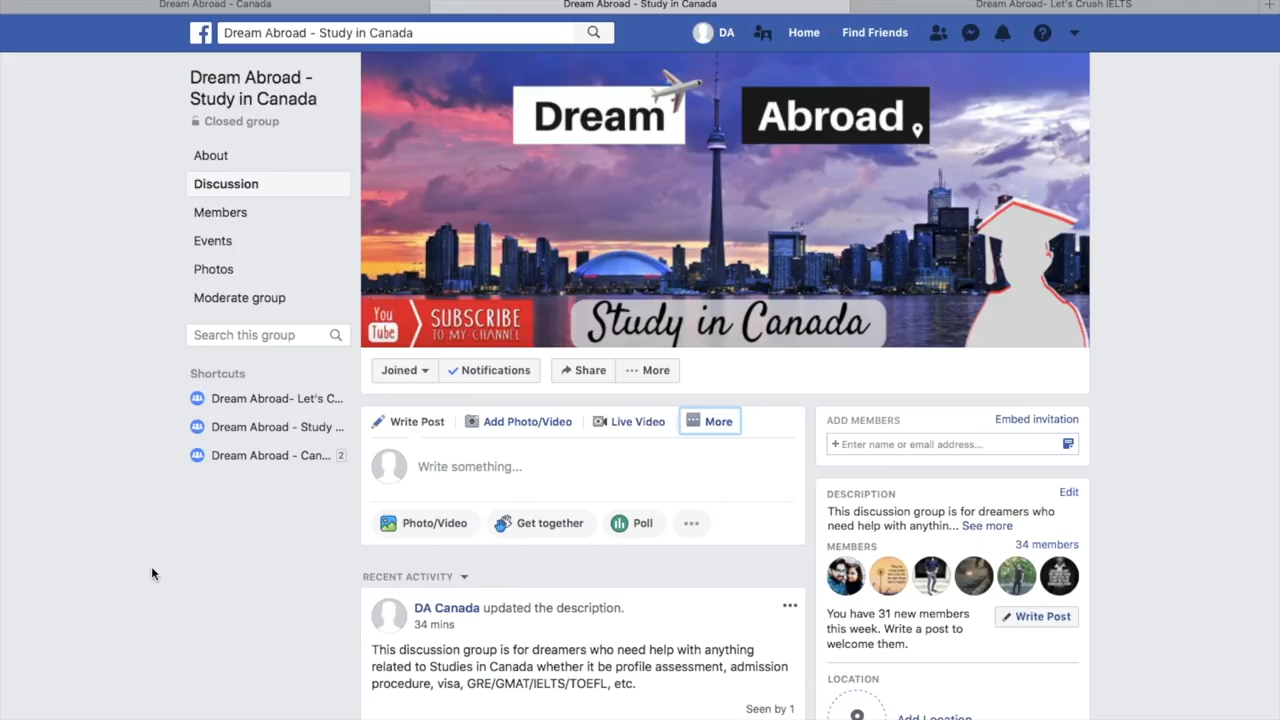 Dream Abroad - Canada
Dream Abroad - Study in Canada
Dream Abroad- Let's Crush IELTS
Dream Abroad - Study in Canada
DA
Home
Find Friends
Dream Abroad -
Study in Canada
Closed group
About
Discussion
Members
Events
Photos
Moderate group
Search this group
Shortcuts
Dream Abroad- Let's C...
Dream Abroad - Study ...
Dream Abroad - Can... 2
Dream Abroad
You Tube
SUBSCRIBE
TO MY CHANNEL
Study in Canada
Joined
Notifications
Share
More
Write Post
Add Photo/Video
Live Video
More
Write something...
Photo/Video
Get together
Poll
RECENT ACTIVITY
DA Canada updated the description.
34 mins
This discussion group is for dreamers who need help with anything
related to Studies in Canada whether it be profile assessment, admission
procedure, visa, GRE/GMAT/IELTS/TOEFL, etc.
Seen by 1
ADD MEMBERS
Embed invitation
+ Enter name or email address...
DESCRIPTION
Edit
This discussion group is for dreamers who
need help with anythin... See more
MEMBERS
34 members
You have 31 new members
this week. Write a post to
welcome them.
Write Post
LOCATION
Add Location